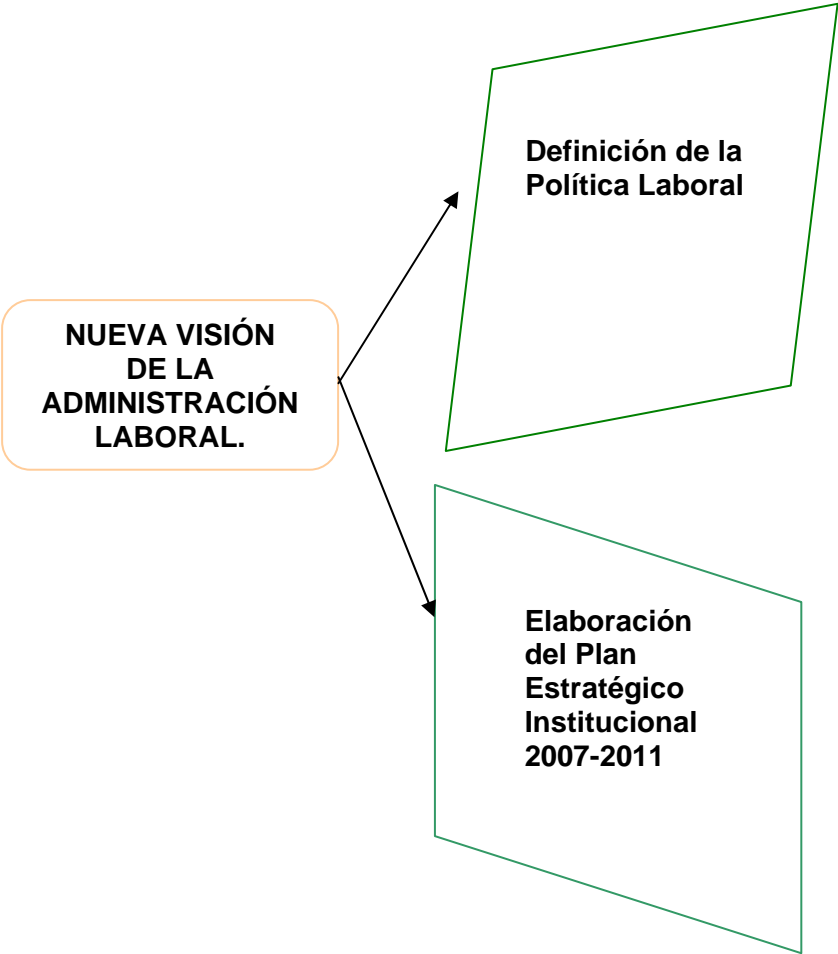 NUEVA VISIÓN
DE LA
ADMINISTRACIÓN
LABORAL.
Definición de la
Política Laboral
Elaboración
del Plan
Estratégico
Institucional
2007-2011